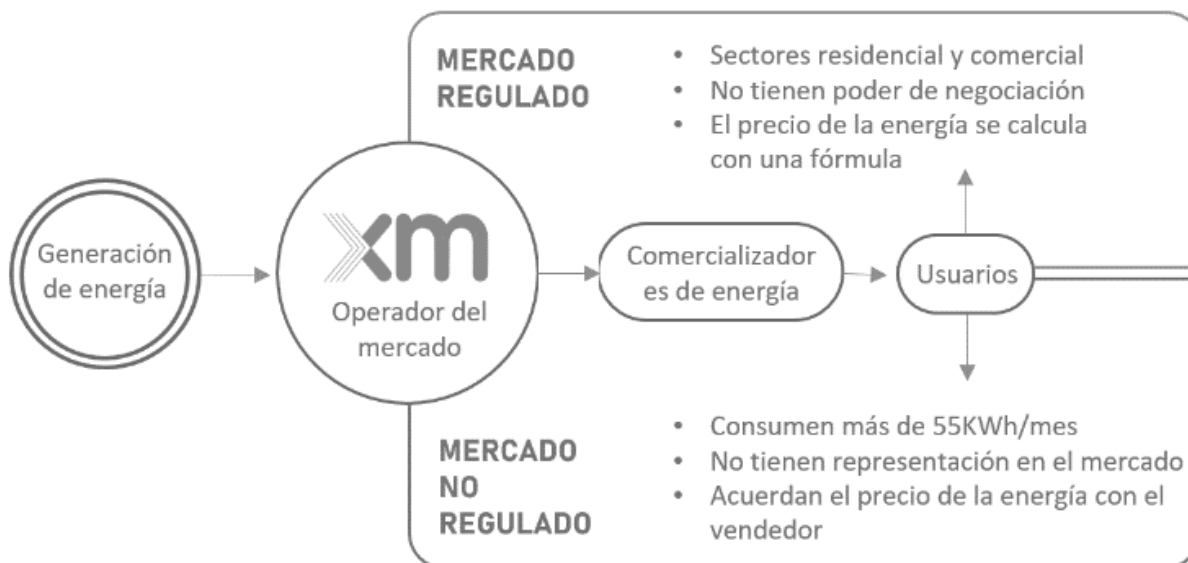 MERCADO
REGULADO
• Sectores residencial y comercial
• No tienen poder de negociación
• El precio de la energía se calcula
con una fórmula
Generación
de energía
xm
Operador del
mercado
Comercializador
es de energía
Usuarios
MERCADO
NO
REGULADO
• Consumen más de 55KWh/mes
• No tienen representación en el mercado
• Acuerdan el precio de la energía con el
vendedor